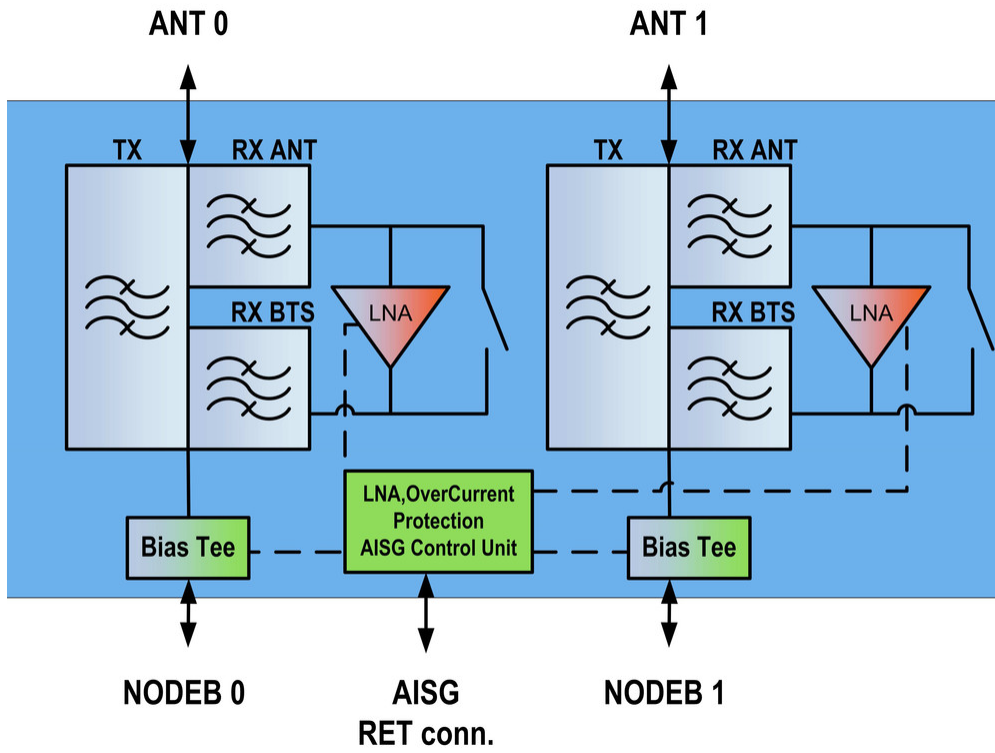 ANT 0
ANT 1
TX
RX ANT
TX
RX ANT
RX BTS
LNA
RX BTS
LNA
LNA,OverCurrent
Protection
AISG Control Unit
Bias Tee
Bias Tee
NODEB 0
AISG
RET conn.
NODEB 1